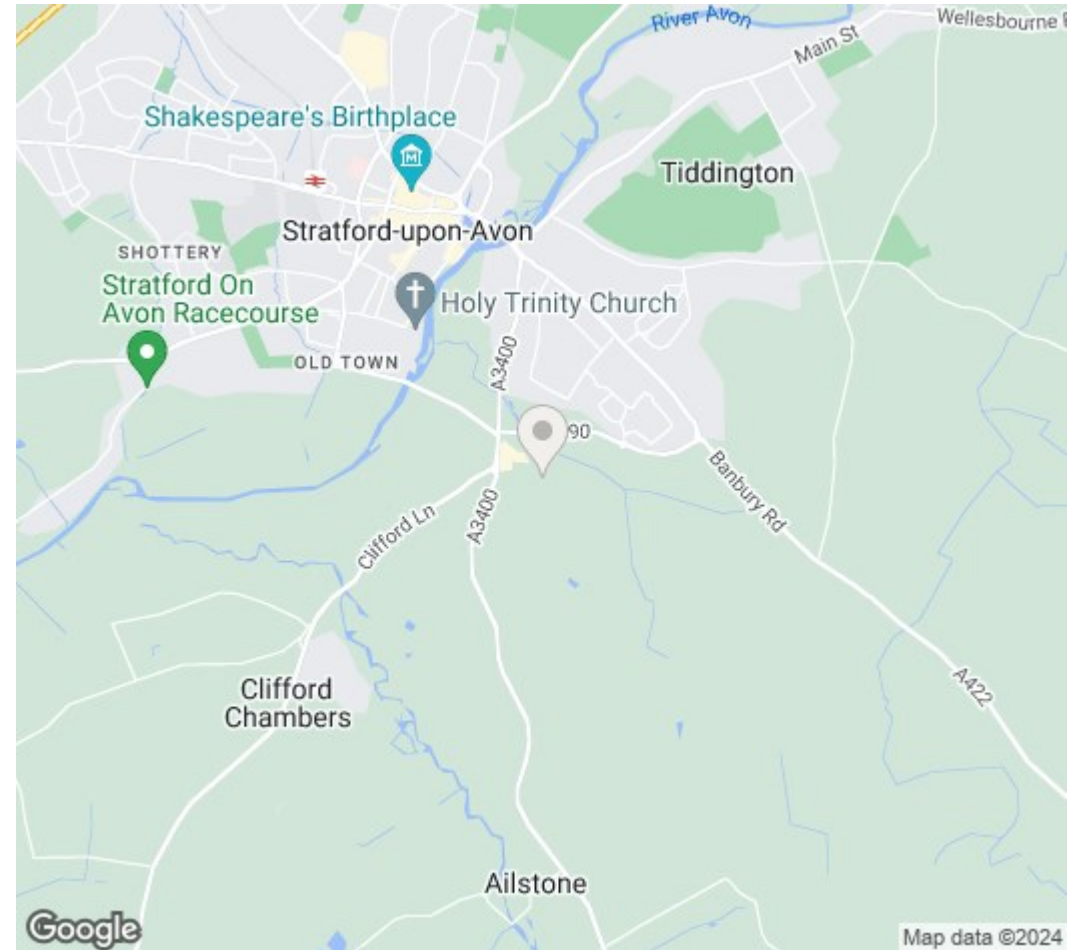 River Avon
Wellesbourne
Main St
Shakespeare's Birthplace
Tiddington
Stratford-upon-Avon
SHOTTERY
Stratford On
Avon Racecourse
Holy Trinity Church
OLD TOWN
A3400
90
Banbury Rd
Clifford Ln
A3400
A422
Clifford
Chambers
Ailstone
Google
Map data ©2024